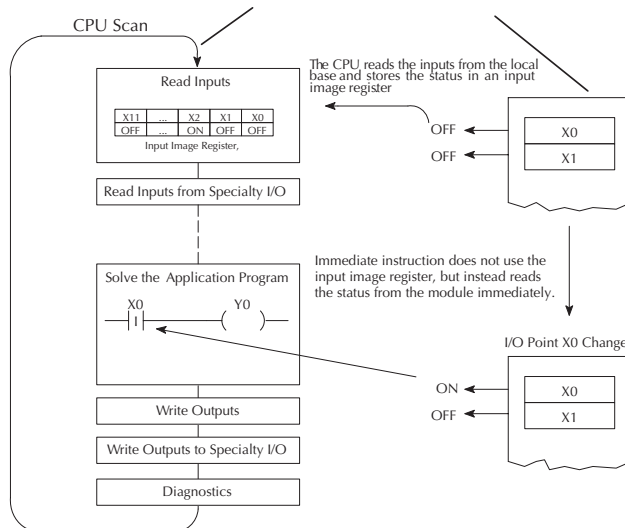 CPU Scan
The CPU reads the inputs from the local
base and stores the status in an input
image register
Read Inputs
X11 ... X2 X1 X0
OFF ... ON OFF OFF
Input Image Register,
OFF X0
OFF X1
Read Inputs from Specialty I/O
Immediate instruction does not use the
input image register, but instead reads
the status from the module immediately.
Solve the Application Program
X0 Y0
I
I/O Point X0 Change
ON X0
OFF X1
Write Outputs
Write Outputs to Specialty I/O
Diagnostics